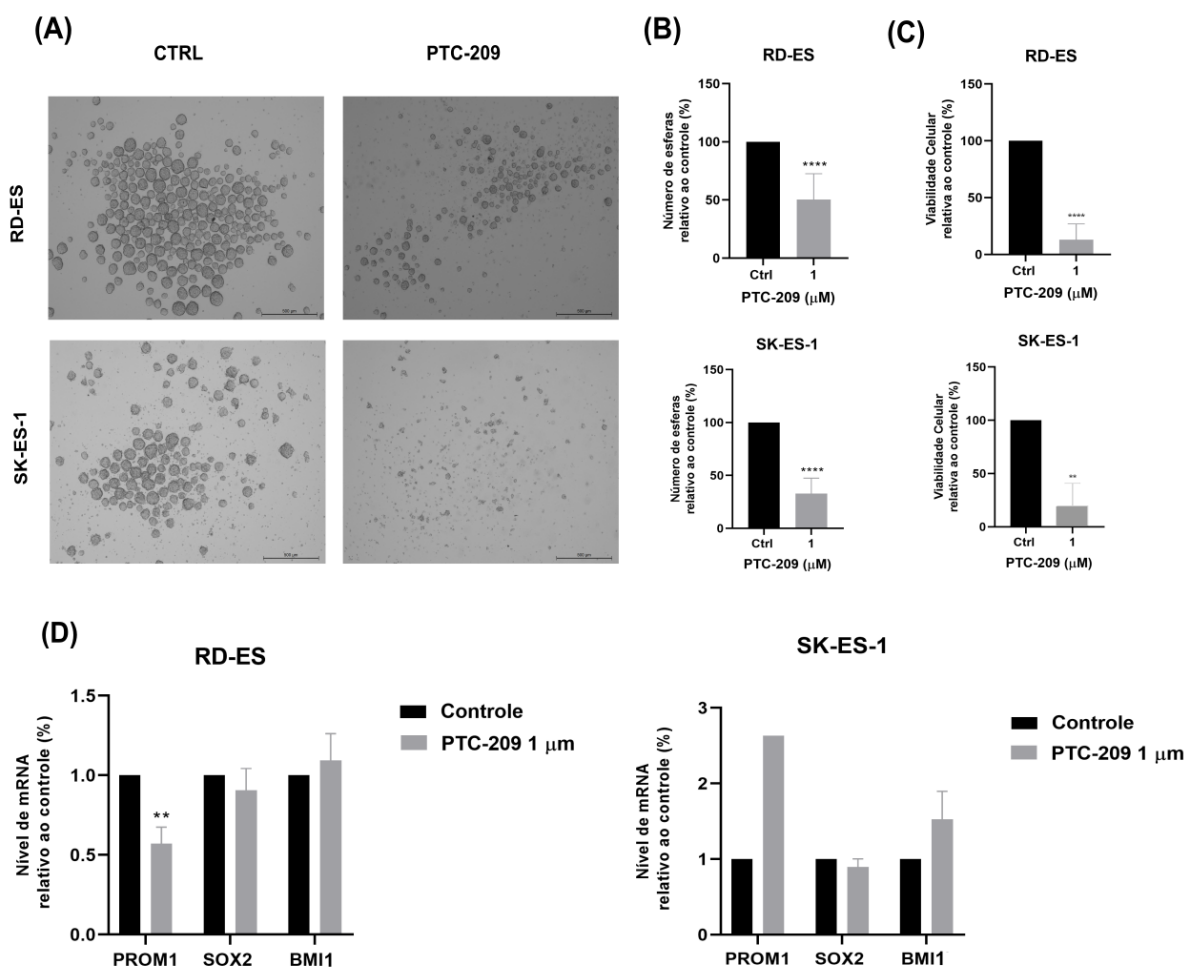 (A)
CTRL
PTC-209
RD-ES
SK-ES-1
500 µm
(B)
RD-ES
Número de esferas
relativo ao controle (%)
150
100
50
0
****
Ctrl
1
PTC-209 (µM)
SK-ES-1
Número de esferas
relativo ao controle (%)
150
100
50
0
****
Ctrl
1
PTC-209 (µM)
(C)
RD-ES
Viabilidade Celular
relativa ao controle (%)
150
100
50
0
****
Ctrl
1
PTC-209 (µM)
SK-ES-1
Viabilidade Celular
relativa ao controle (%)
150
100
50
0
**
Ctrl
1
PTC-209 (µM)
(D)
RD-ES
Nível de mRNA
relativo ao controle (%)
1.5
1.0
0.5
0.0
**
PROM1 SOX2 BMI1
Controle
PTC-209 1 µm
SK-ES-1
Nível de mRNA
relativo ao controle (%)
3
2
1
0
PROM1 SOX2 BMI1
Controle
PTC-209 1 µm